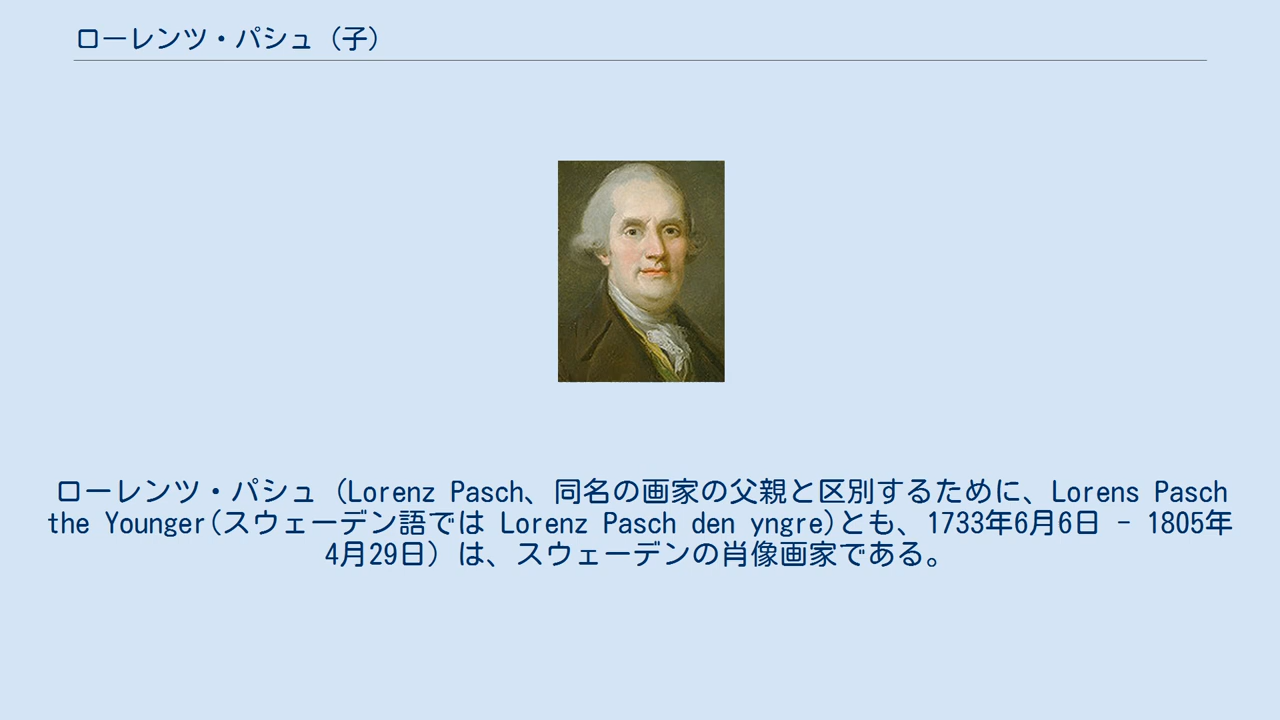 ローレンツ・パシュ（子）
ローレンツ・パシュ（Lorenz Pasch、同名の画家の父親と区別するために、Lorens Pasch
the Younger(スウェーデン語では Lorenz Pasch den yngre)とも、1733年6月6日 - 1805年
4月29日）は、スウェーデンの肖像画家である。